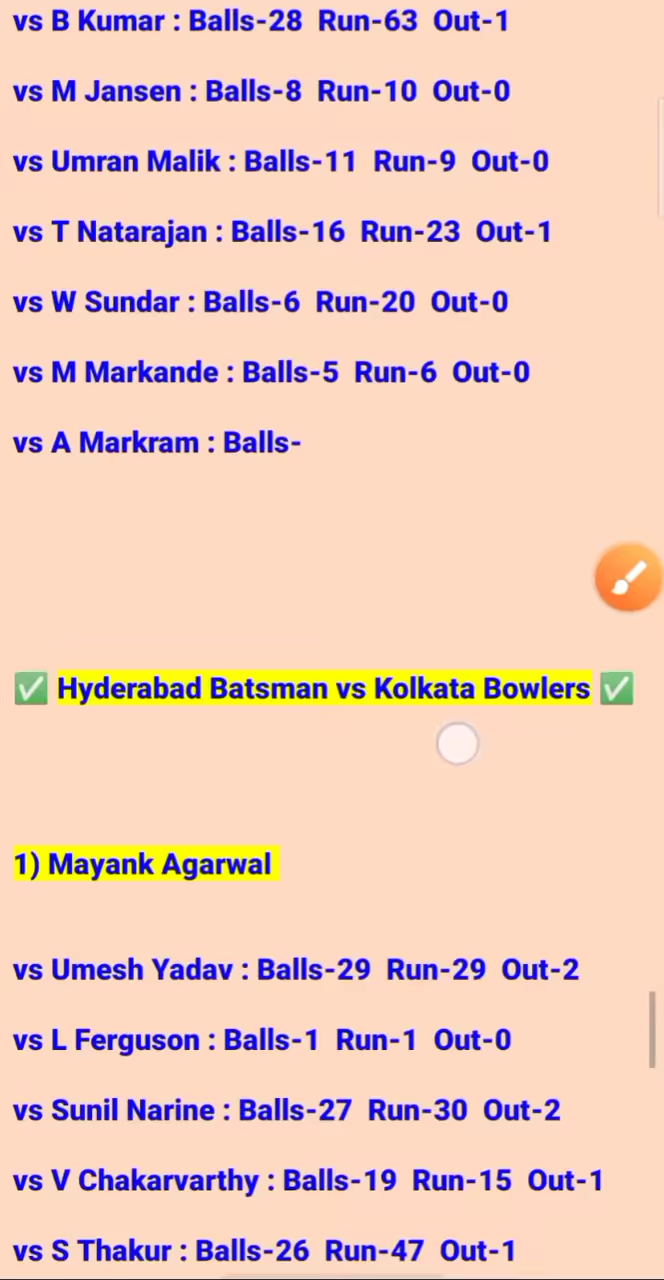 vs B Kumar : Balls-28 Run-63 Out-1
vs M Jansen : Balls-8 Run-10 Out-0
vs Umran Malik : Balls-11 Run-9 Out-0
vs T Natarajan : Balls-16 Run-23 Out-1
vs W Sundar : Balls-6 Run-20 Out-0
vs M Markande : Balls-5 Run-6 Out-0
vs A Markram : Balls-
✅ Hyderabad Batsman vs Kolkata Bowlers ✅
1) Mayank Agarwal
vs Umesh Yadav : Balls-29 Run-29 Out-2
vs L Ferguson : Balls-1 Run-1 Out-0
vs Sunil Narine : Balls-27 Run-30 Out-2
vs V Chakarvarthy : Balls-19 Run-15 Out-1
vs S Thakur : Balls-26 Run-47 Out-1